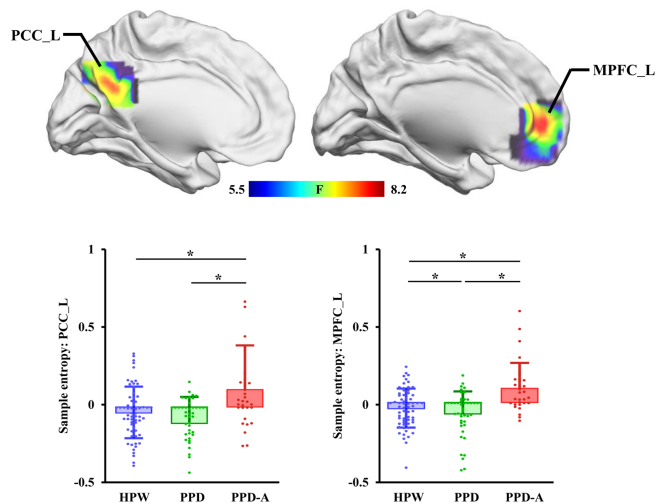 PCC_L
MPFC_L
5.5 F 8.2
Sample entropy: PCC_L
1
0.5
0
-0.5
*
*
HPW PPD PPD-A
Sample entropy: MPFC_L
1
0.5
0
-0.5
*
* *
HPW PPD PPD-A